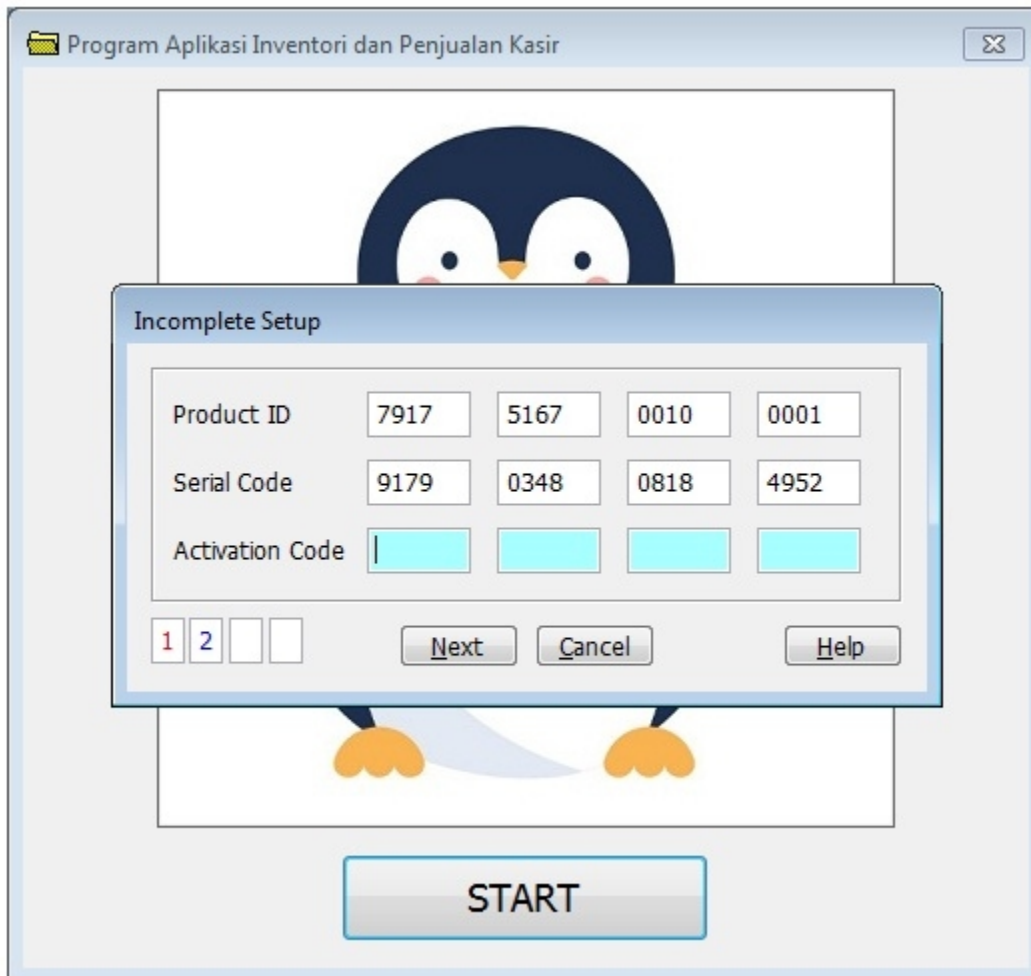 Program Aplikasi Inventori dan Penjualan Kasir
Incomplete Setup
Product ID 7917 5167 0010 0001
Serial Code 9179 0348 0818 4952
Activation Code
1 2 Next Cancel Help
START